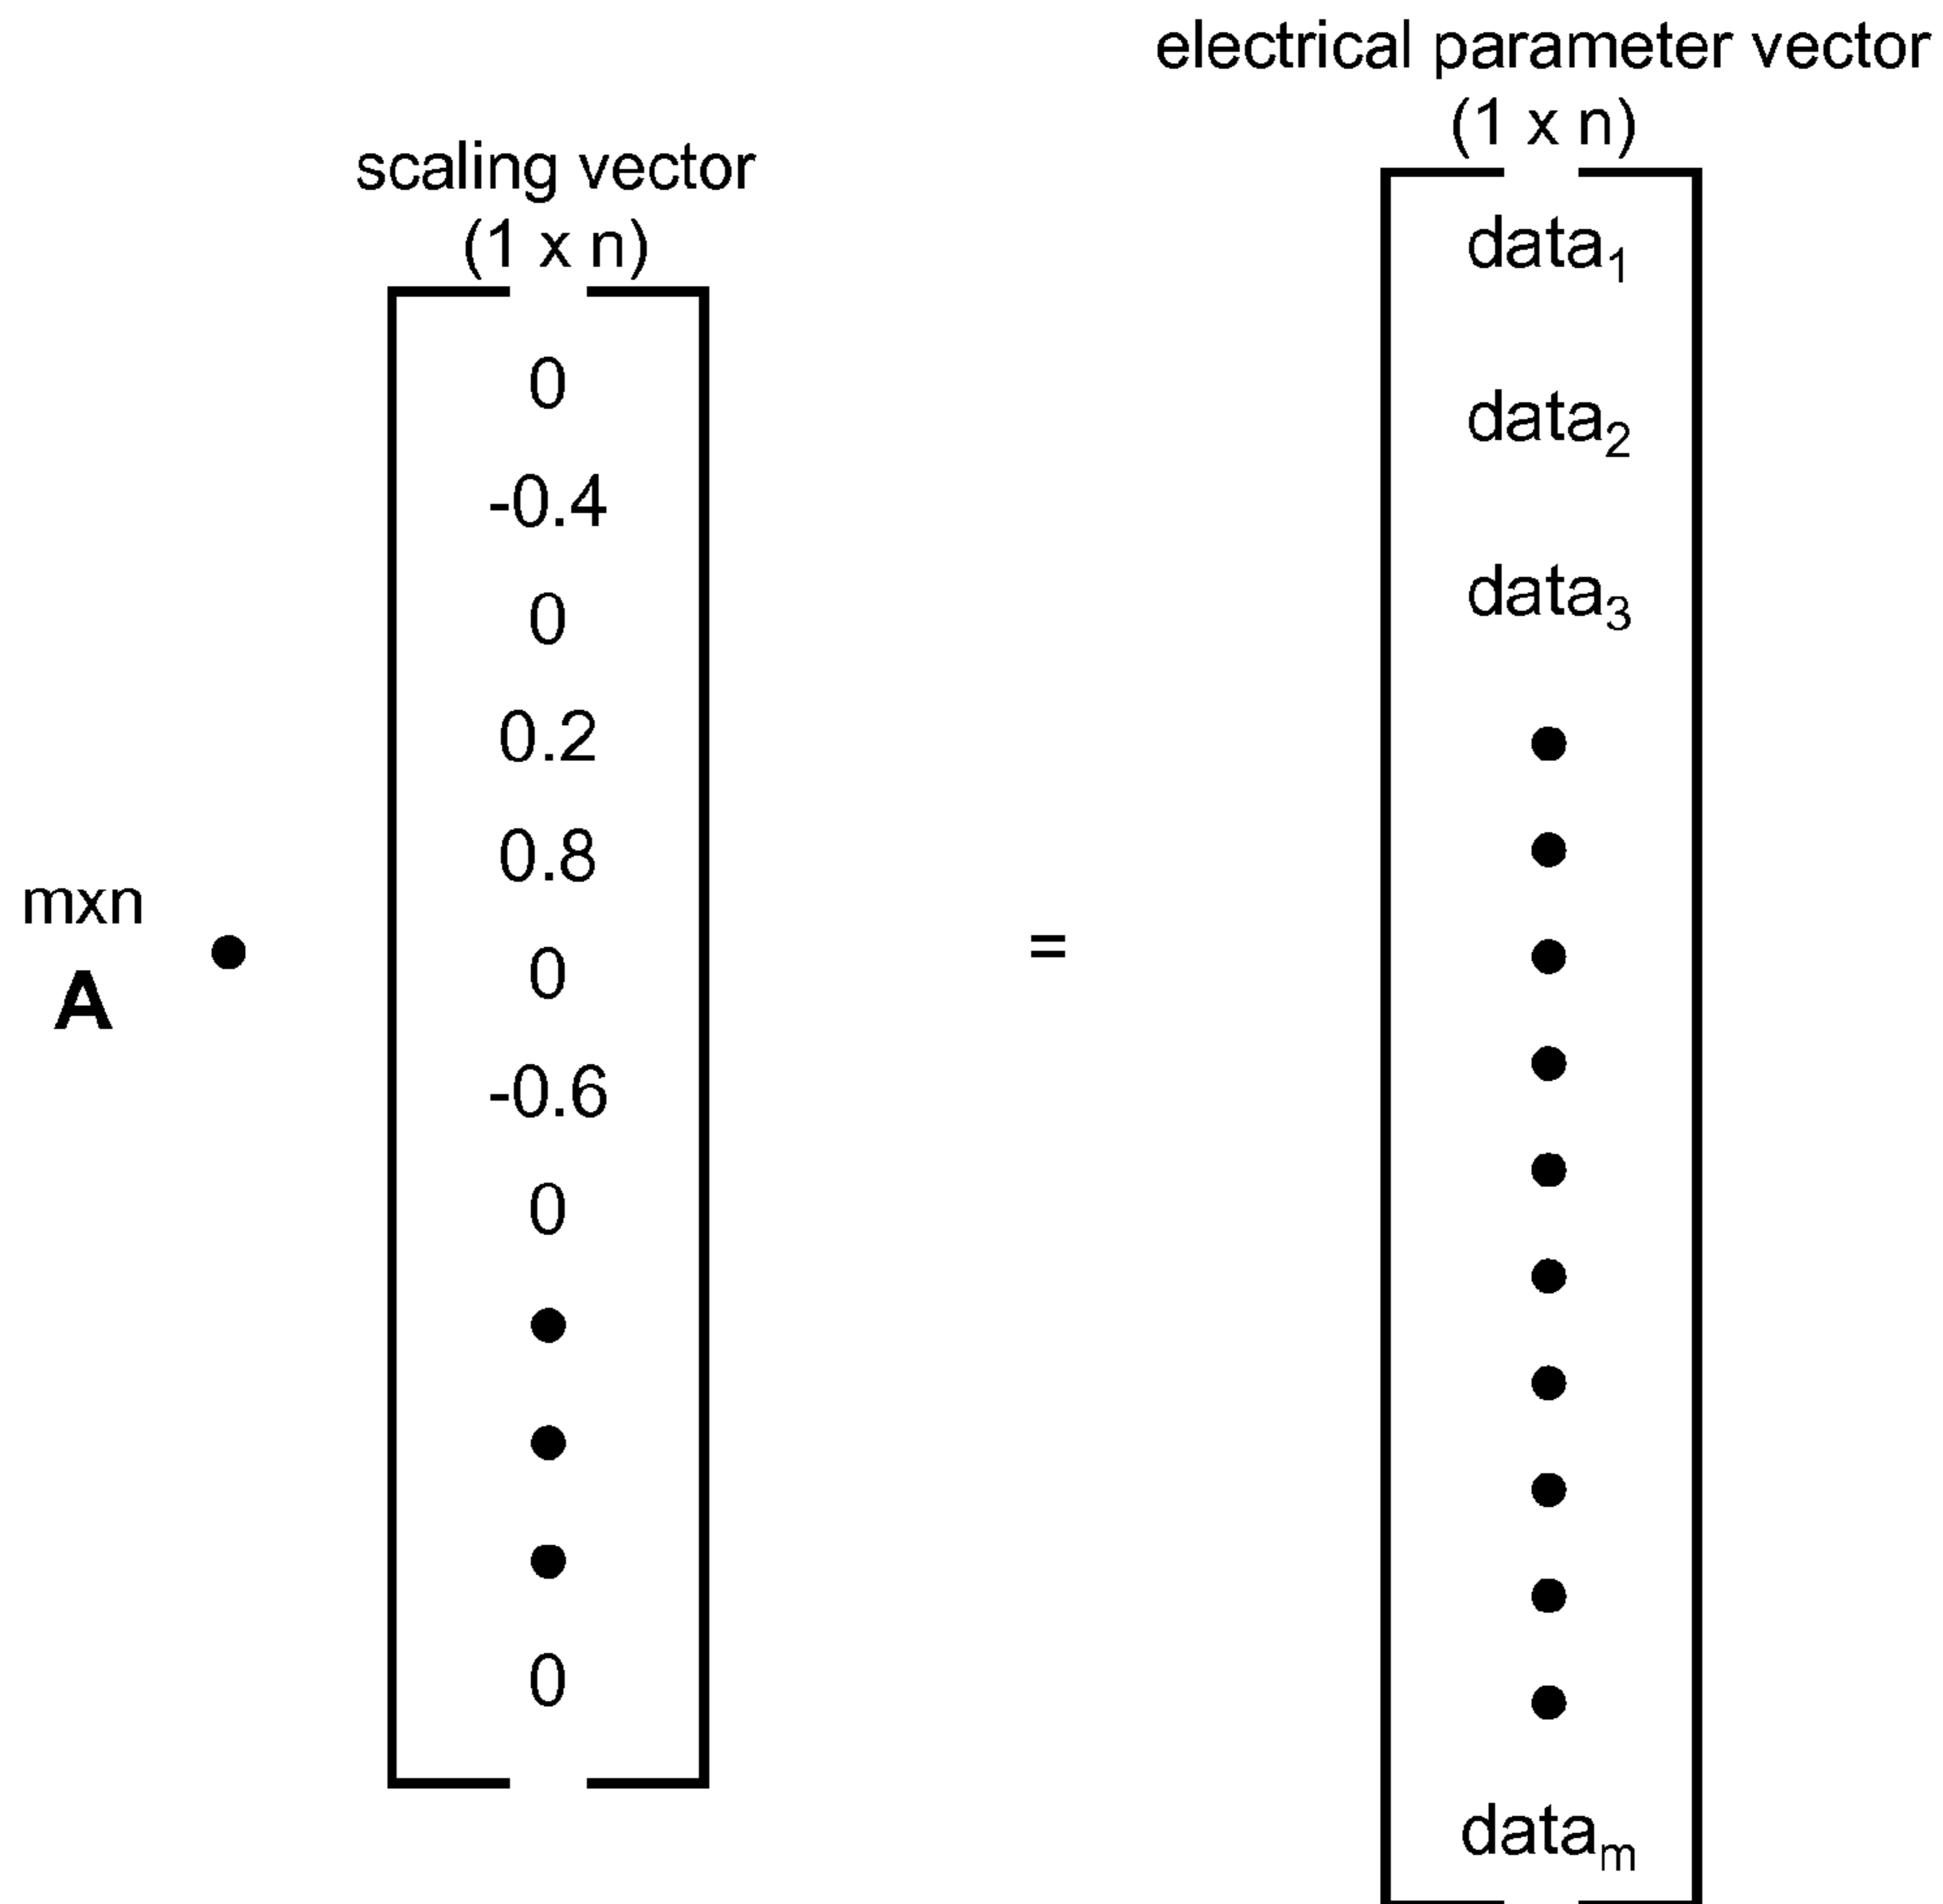 electrical parameter vector
(1 x n)
scaling vector
(1 x n)
0
-0.4
0
0.2
0.8
0
-0.6
0
0
mxn
A
=
data1
data2
data3
datam